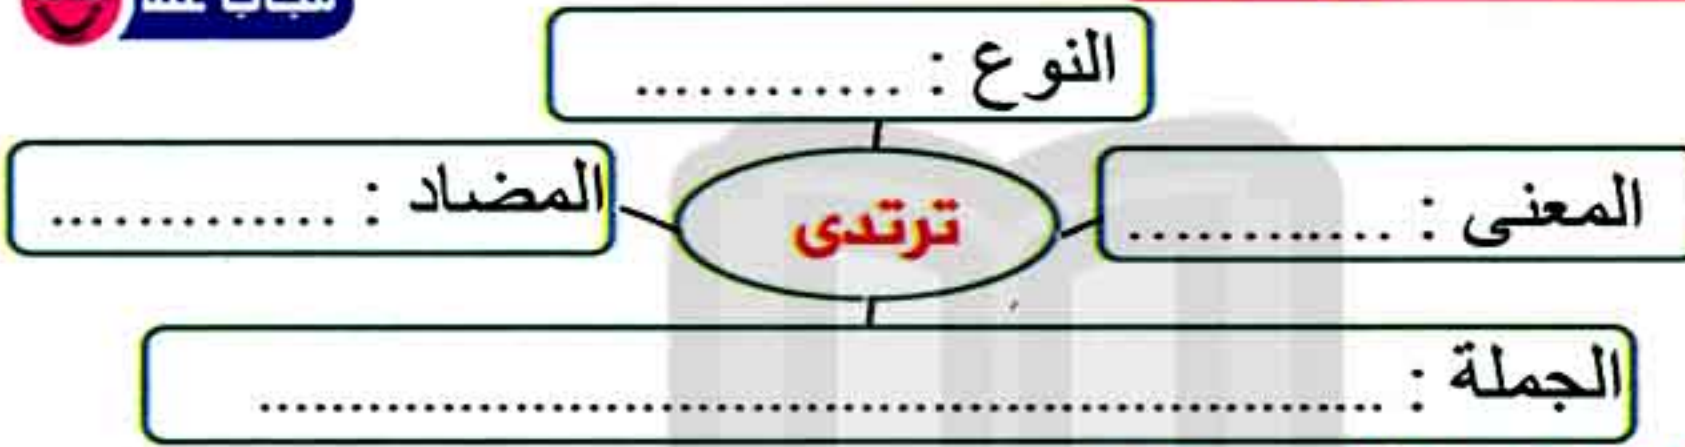 النوع : ............
المعنى : ............
ترتدى
المضاد : .............
الجملة : ........................................................